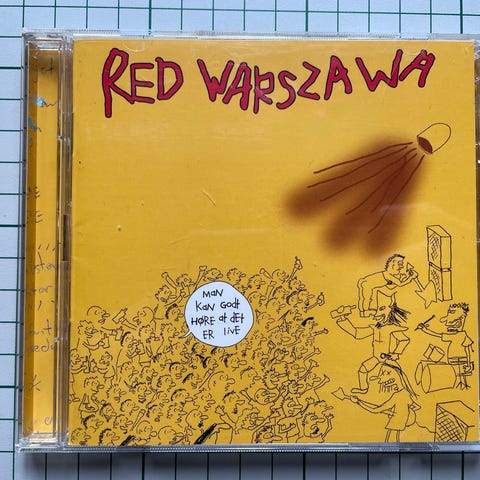 RED WARSZAWA
MAN
KAN GODT
HØRE at DET
ER liVE